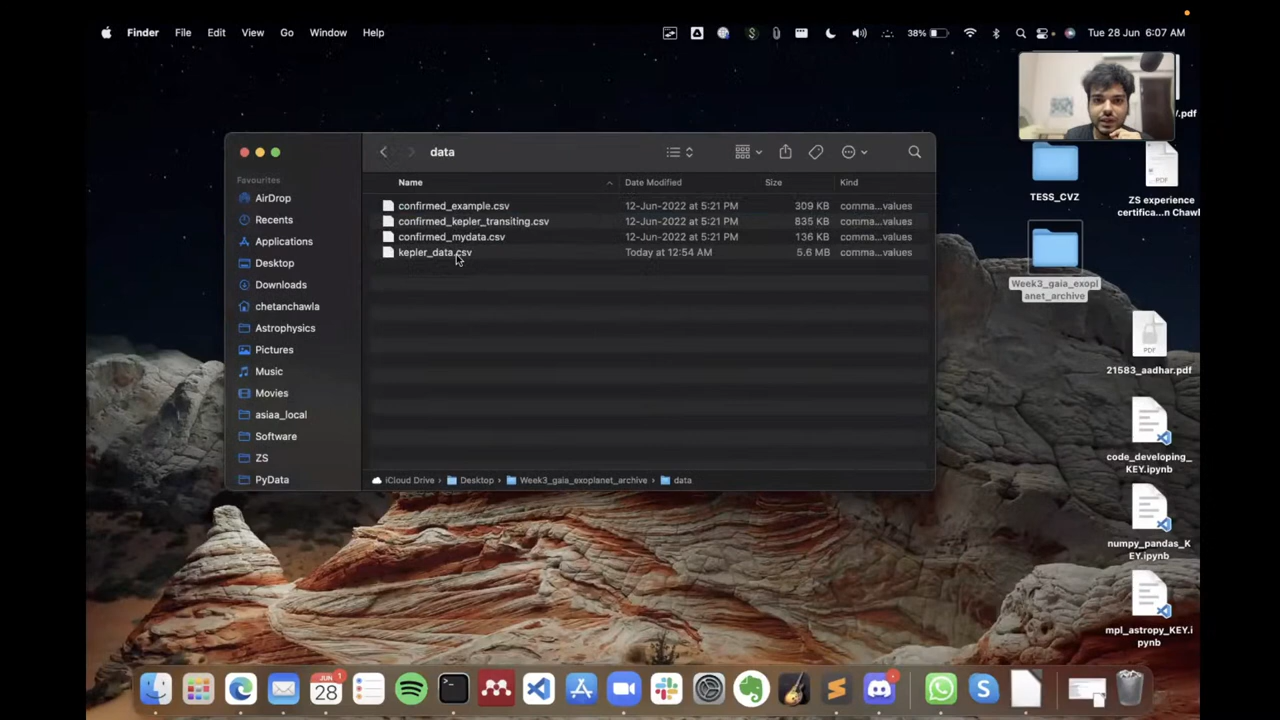 Finder File Edit View Go Window Help 38% Tue 28 Jun 6:07 AM
data
Favourites
AirDrop
Recents
Applications
Desktop
Downloads
chetanchawla
Astrophysics
Pictures
Music
Movies
asiaa_local
Software
ZS
PyData
Name Date Modified Size Kind
confirmed_example.csv 12-Jun-2022 at 5:21 PM 309 KB comma...values
confirmed_kepler_transiting.csv 12-Jun-2022 at 5:21 PM 835 KB comma...values
confirmed_mydata.csv 12-Jun-2022 at 5:21 PM 136 KB comma...values
kepler_data.csv Today at 12:54 AM 5.6 MB comma...values
iCloud Drive › Desktop › Week3_gaia_exoplanet_archive › data
.pdf
TESS_CVZ
PDF
ZS experience
certifica...n Chawl
Week3_gaia_exopl
anet_archive
PDF
21583_aadhar.pdf
code_developing_
KEY.ipynb
numpy_pandas_K
EY.ipynb
mpl_astropy_KEY.i
pynb
JUN
28
1